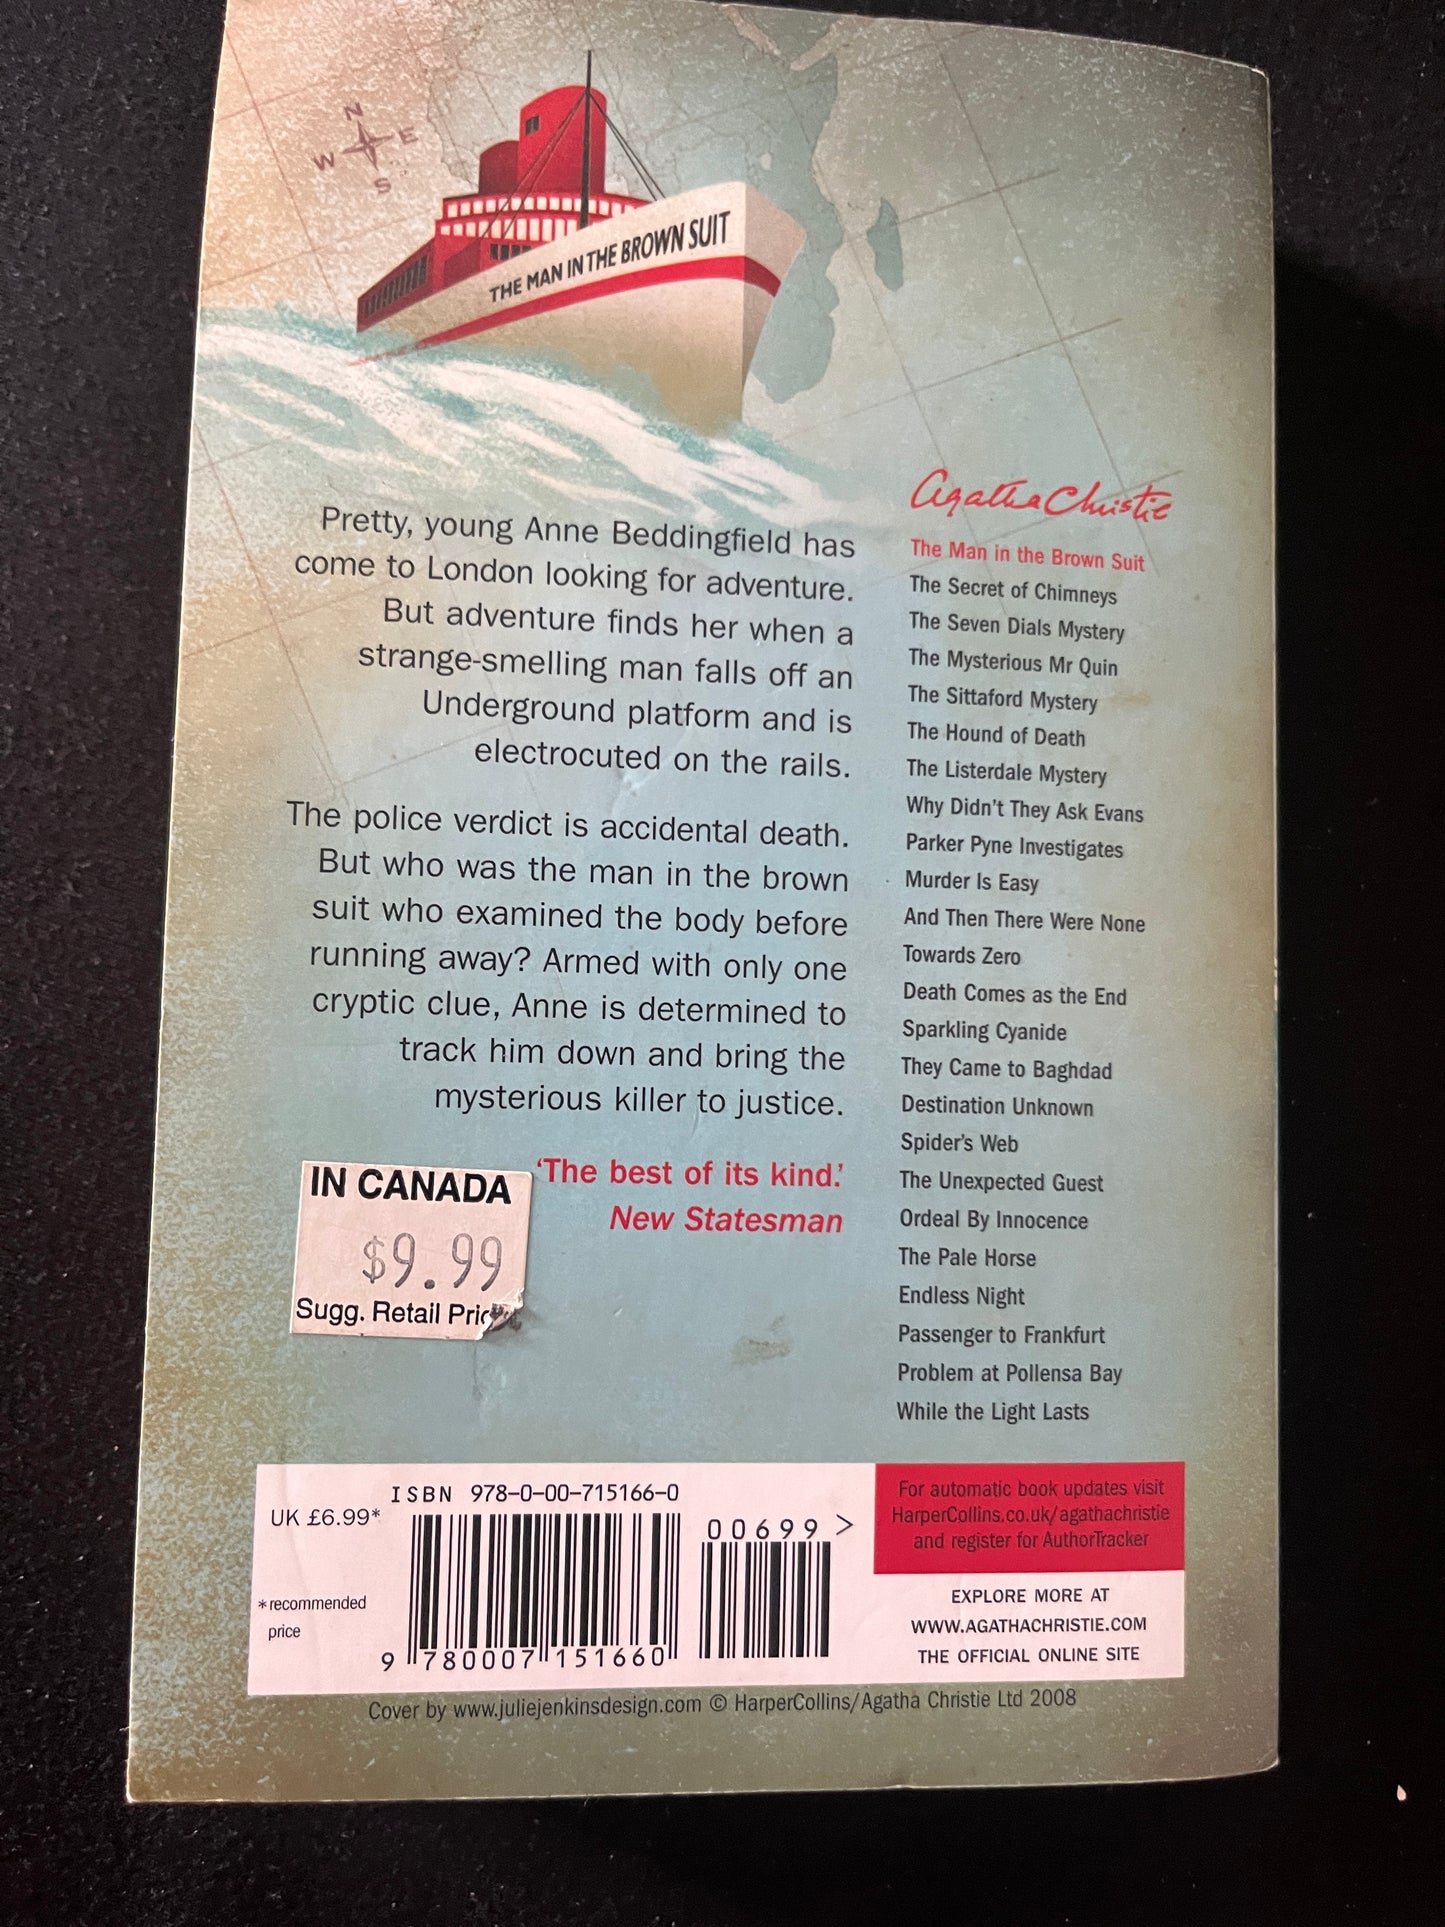 N
W E
S
THE MAN IN THE BROWN SUIT
Pretty, young Anne Beddingfield has
come to London looking for adventure.
But adventure finds her when a
strange-smelling man falls off an
Underground platform and is
electrocuted on the rails.
The police verdict is accidental death.
But who was the man in the brown
suit who examined the body before
running away? Armed with only one
cryptic clue, Anne is determined to
track him down and bring the
mysterious killer to justice.
‘The best of its kind.’
New Statesman
IN CANADA
$9.99
Sugg. Retail Pric
Agatha Christie
The Man in the Brown Suit
The Secret of Chimneys
The Seven Dials Mystery
The Mysterious Mr Quin
The Sittaford Mystery
The Hound of Death
The Listerdale Mystery
Why Didn't They Ask Evans
Parker Pyne Investigates
Murder Is Easy
And Then There Were None
Towards Zero
Death Comes as the End
Sparkling Cyanide
They Came to Baghdad
Destination Unknown
Spider's Web
The Unexpected Guest
Ordeal By Innocence
The Pale Horse
Endless Night
Passenger to Frankfurt
Problem at Pollensa Bay
While the Light Lasts
ISBN 978-0-00-715166-0
UK £6.99*
00699 >
*recommended
price
9 780007 151660
For automatic book updates visit
HarperCollins.co.uk/agathachristie
and register for AuthorTracker
EXPLORE MORE AT
WWW.AGATHACHRISTIE.COM
THE OFFICIAL ONLINE SITE
Cover by www.juliejenkinsdesign.com © HarperCollins/Agatha Christie Ltd 2008